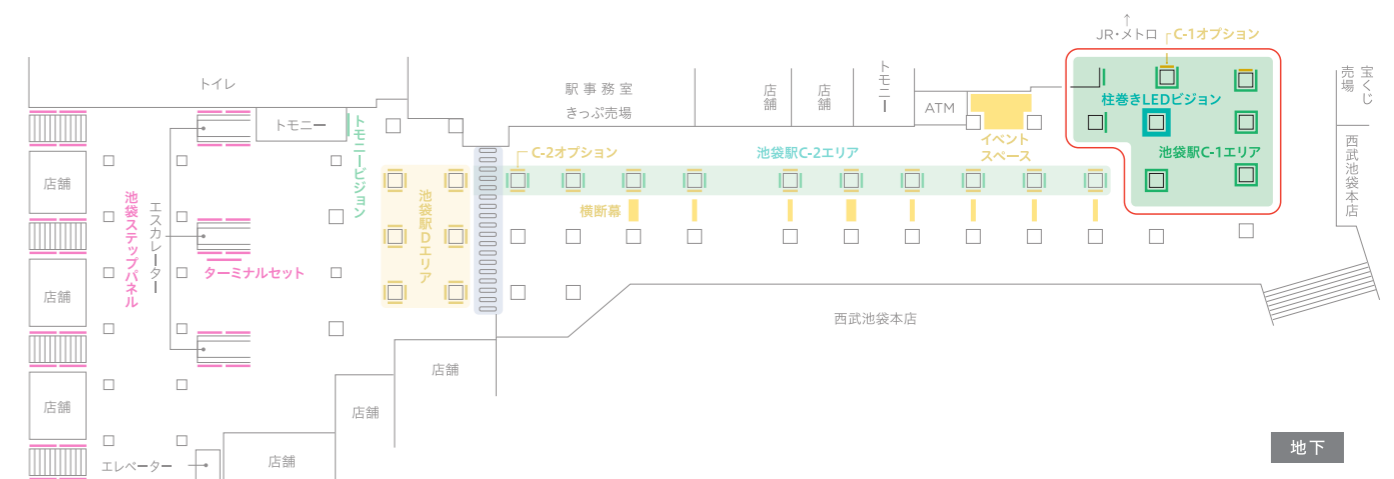 ↑
JR・メトロ
C-1オプション
トイレ
駅事務室
きっぷ売場
店舗
店舗
トモニー
ATM
柱巻きLEDビジョン
池袋駅C-1エリア
宝くじ
売場
西武池袋本店
トモニー
トモニービジョン
C-2オプション
池袋駅C-2エリア
イベント
スペース
横断幕
池袋駅Dエリア
店舗
池袋ステップパネル
エスカレーター
ターミナルセット
店舗
西武池袋本店
店舗
店舗
店舗
エレベーター
店舗
地下